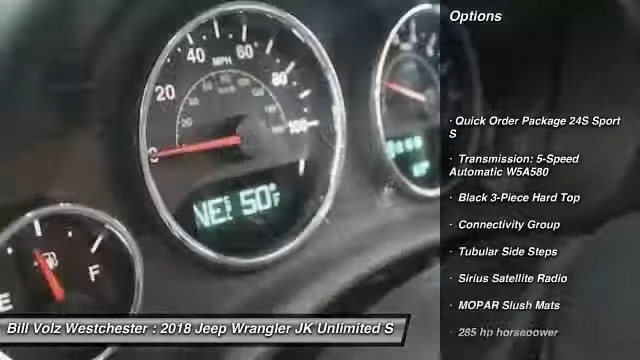 Options
· Quick Order Package 24S Sport
S
· Transmission: 5-Speed
Automatic W5A580
· Black 3-Piece Hard Top
· Connectivity Group
· Tubular Side Steps
· Sirius Satellite Radio
· MOPAR Slush Mats
· 285 hp horsepower
20
40
60
80
100
MPH
0
20
NE 50°F
E
F
Bill Volz Westchester : 2018 Jeep Wrangler JK Unlimited S